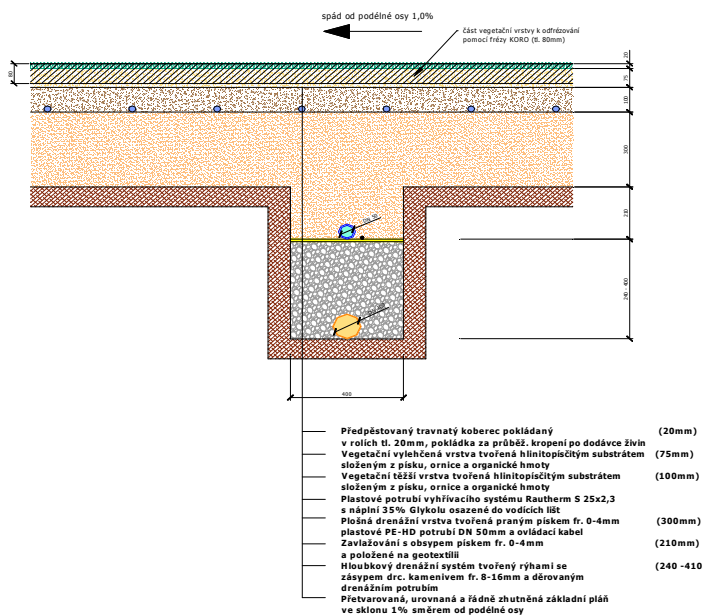 spád od podélné osy 1,0%
část vegetační vrstvy k odfrézování
pomocí frézy KORO (tl. 80mm)
80
20
75
100
300
210
240 - 400
400
Předpěstovaný travnatý koberec pokládaný (20mm)
v rolích tl. 20mm, pokládka za průběž. kropení po dodávce živin
Vegetační vylehčená vrstva tvořená hlinitopísčitým substrátem (75mm)
složeným z písku, ornice a organické hmoty
Vegetační těžší vrstva tvořená hlinitopísčitým substrátem (100mm)
složeným z písku, ornice a organické hmoty
Plastové potrubí vyhřívacího systému Rautherm S 25x2,3
s náplní 35% Glykolu osazené do vodících lišt
Plošná drenážní vrstva tvořená praným pískem fr. 0-4mm (300mm)
plastové PE-HD potrubí DN 50mm a ovládací kabel
Zavlažování s obsypem pískem fr. 0-4mm (210mm)
a položené na geotextílii
Hloubkový drenážní systém tvořený rýhami se (240 -410
zásypem drc. kamenivem fr. 8-16mm a děrovaným
drenážním potrubím
Přetvarovaná, urovnaná a řádně zhutněná základní pláň
ve sklonu 1% směrem od podélné osy